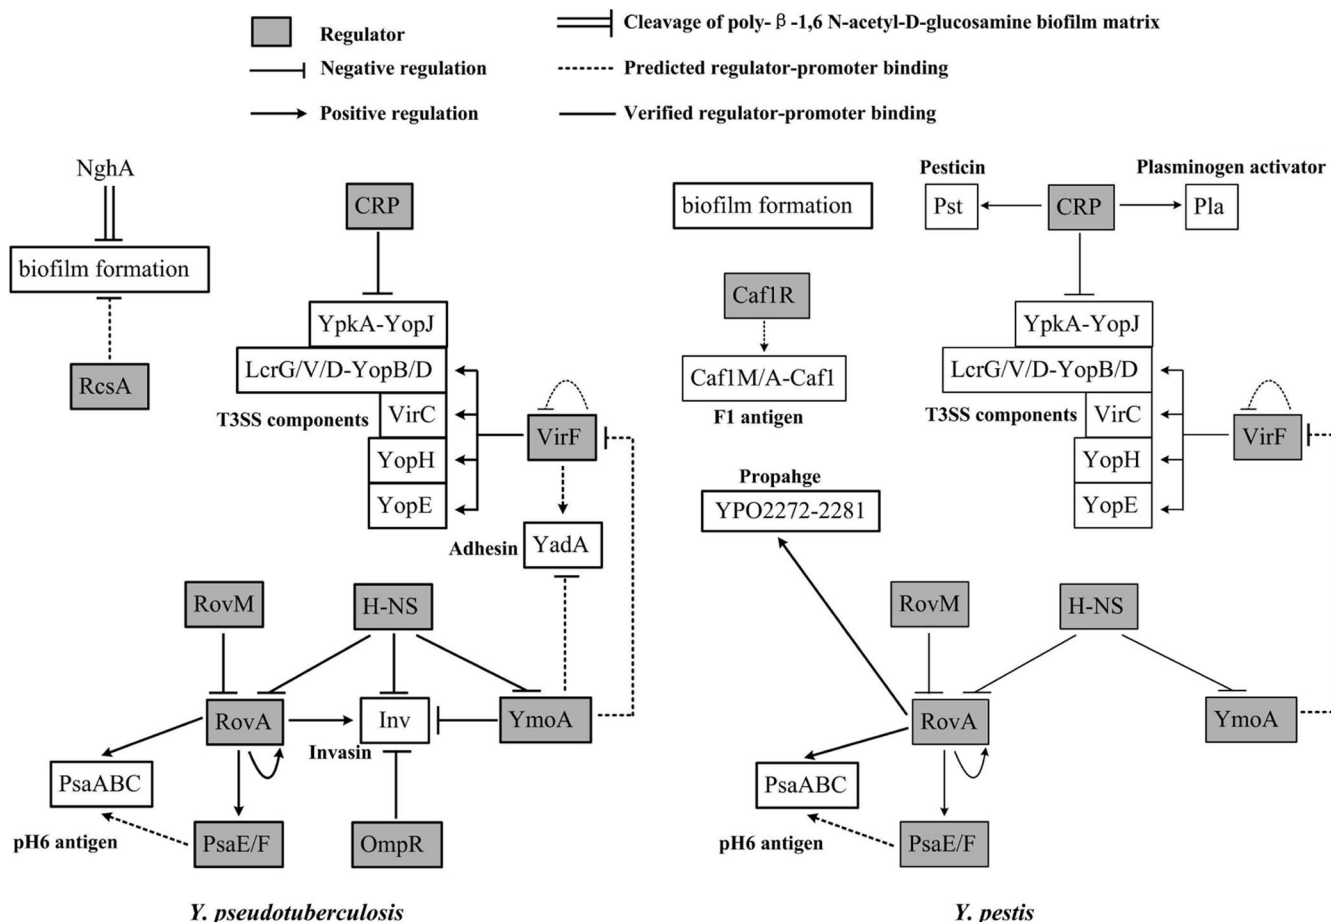 Regulator
Negative regulation
Positive regulation
Cleavage of poly-β-1,6 N-acetyl-D-glucosamine biofilm matrix
Predicted regulator-promoter binding
Verified regulator-promoter binding
NghA
biofilm formation
RcsA
CRP
YpkA-YopJ
LcrG/V/D-YopB/D
T3SS components
VirC
YopH
YopE
VirF
Adhesin
YadA
RovM
H-NS
RovA
Inv
Invasin
YmoA
PsaABC
pH6 antigen
PsaE/F
OmpR
Y. pseudotuberculosis
biofilm formation
Pesticin
Pst
CRP
Plasminogen activator
Pla
Caf1R
Caf1M/A-Caf1
F1 antigen
YpkA-YopJ
LcrG/V/D-YopB/D
T3SS components
VirC
YopH
YopE
VirF
Propahge
YPO2272-2281
RovM
H-NS
RovA
YmoA
PsaABC
pH6 antigen
PsaE/F
Y. pestis